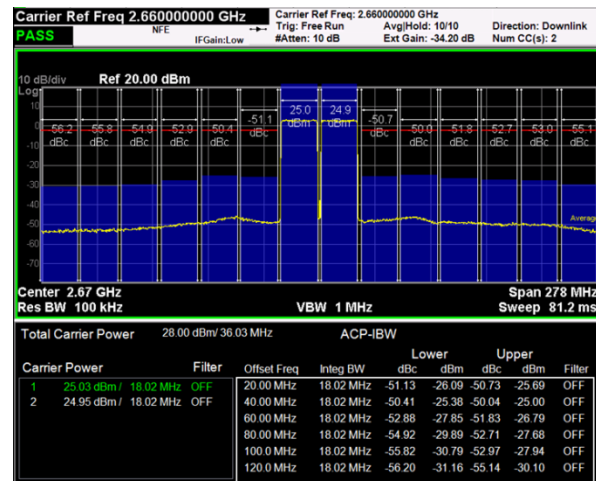 Carrier Ref Freq 2.660000000 GHz
Carrier Ref Freq: 2.660000000 GHz
PASS
NFE
IFGain:Low
Trig: Free Run
#Atten: 10 dB
Avg|Hold: 10/10
Ext Gain: -34.20 dB
Direction: Downlink
Num CC(s): 2
10 dB/div Ref 20.00 dBm
Log
10
0
-10
-20
-30
-40
-50
-60
-70
-56.2 dBc
-55.8 dBc
-54.9 dBc
-52.9 dBc
-50.4 dBc
-51.1 dBc
25.0 dBm
24.9 dBm
-50.7 dBc
-50.0 dBc
-51.8 dBc
-52.7 dBc
-53.0 dBc
-55.1 dBc
Average
Center 2.67 GHz
Span 278 MHz
Res BW 100 kHz
VBW 1 MHz
Sweep 81.2 ms
Total Carrier Power 28.00 dBm/ 36.03 MHz ACP-IBW
Lower Upper
Carrier Power Filter Offset Freq Integ BW dBc dBm dBc dBm Filter
1 25.03 dBm / 18.02 MHz OFF
2 24.95 dBm / 18.02 MHz OFF
20.00 MHz 18.02 MHz -51.13 -26.09 -50.73 -25.69 OFF
40.00 MHz 18.02 MHz -50.41 -25.38 -50.04 -25.00 OFF
60.00 MHz 18.02 MHz -52.88 -27.85 -51.83 -26.79 OFF
80.00 MHz 18.02 MHz -54.92 -29.89 -52.71 -27.68 OFF
100.0 MHz 18.02 MHz -55.82 -30.79 -52.97 -27.94 OFF
120.0 MHz 18.02 MHz -56.20 -31.16 -55.14 -30.10 OFF